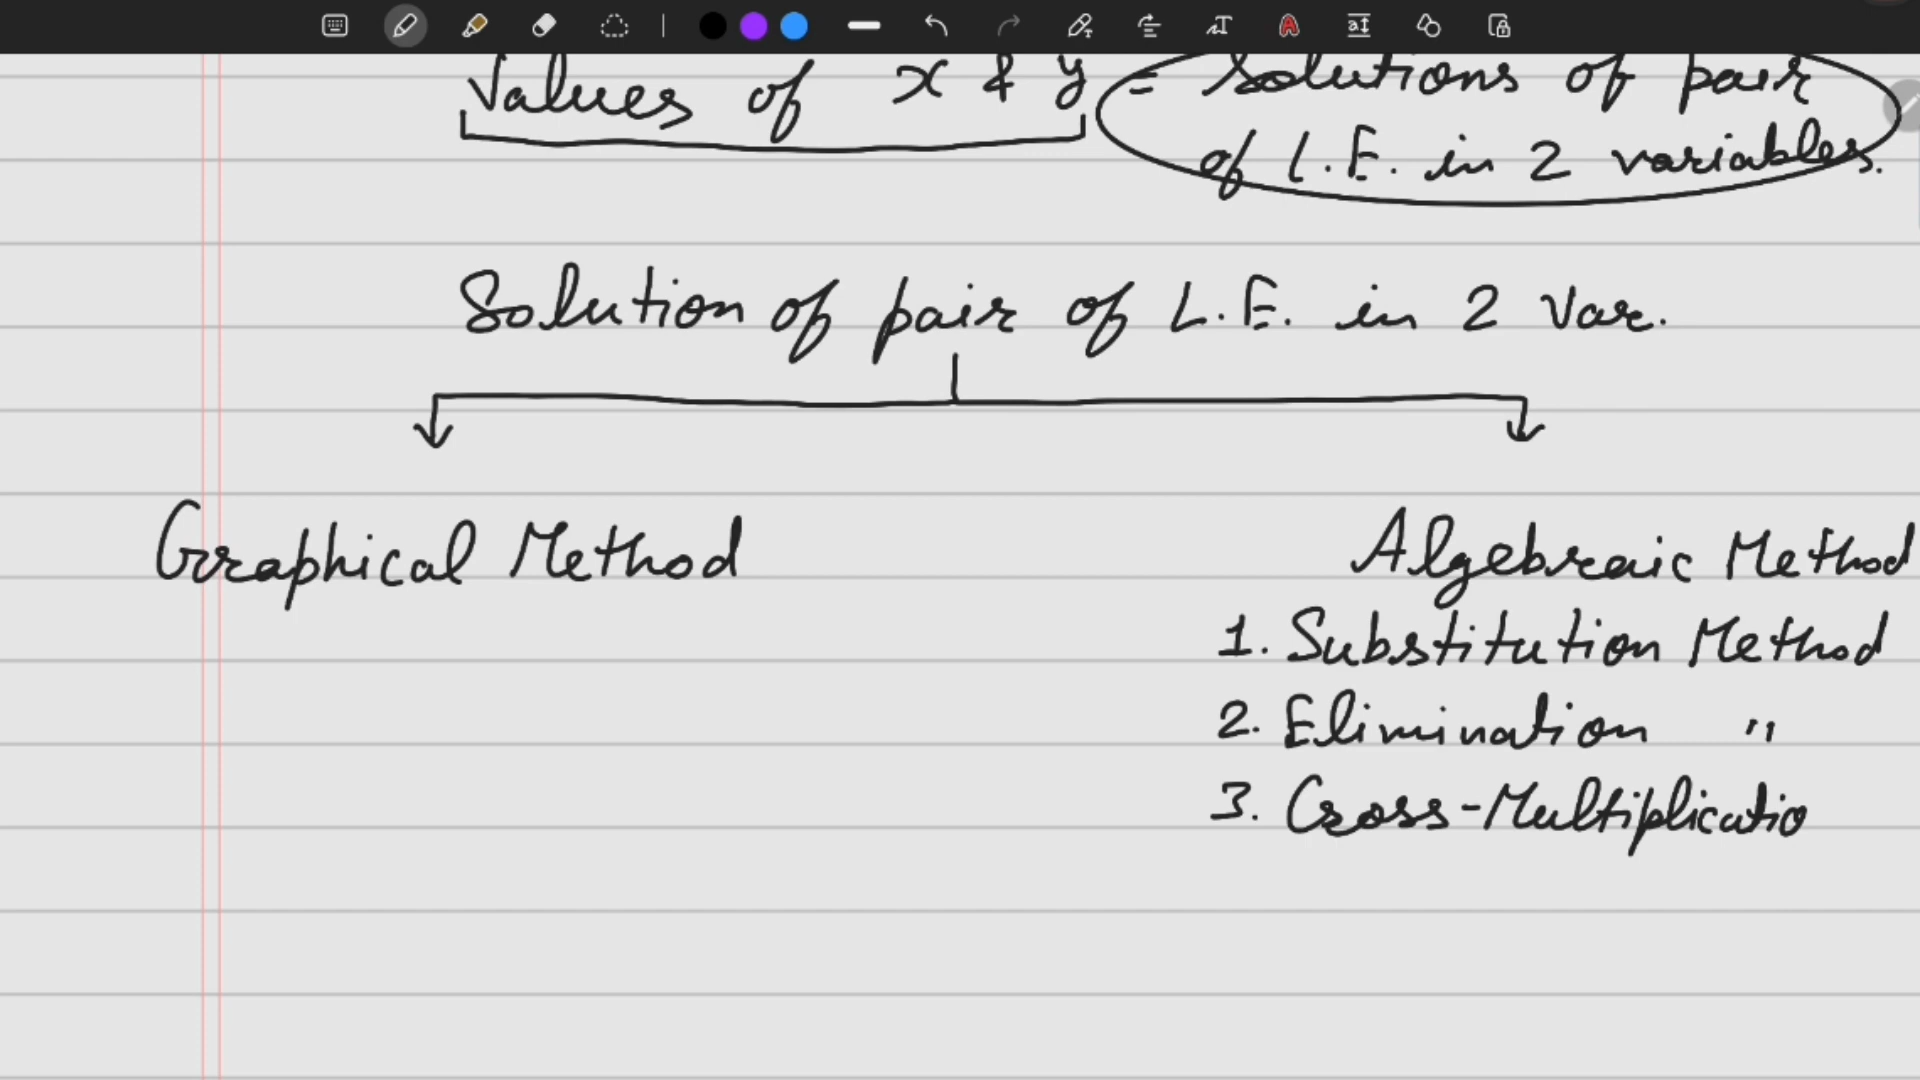 Values of x & y = Solutions of pair
of L.E. in 2 variables.
Solution of pair of L.E. in 2 Var.
Graphical Method
Algebraic Method
1. Substitution Method
2. Elimination "
3. Cross-Multiplicatio